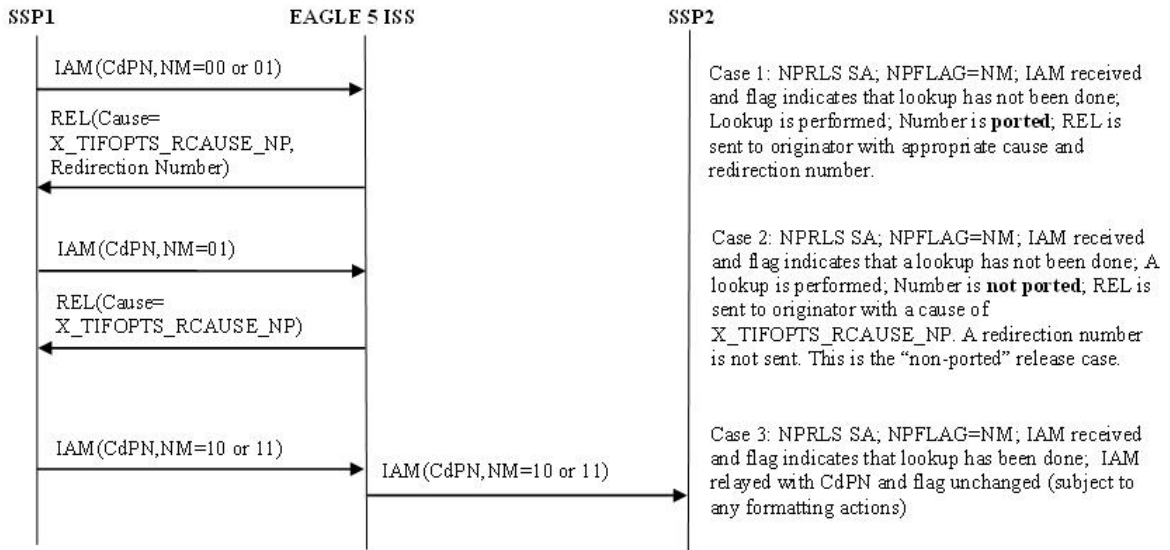 SSP1
EAGLE 5 ISS
SSP2
IAM(CdPN,NM=00 or 01)
REL(Cause=
X_TIFOPTS_RCAUSE_NP,
Redirection Number)
Case 1: NPRLS SA; NPFLAG=NM; IAM received
and flag indicates that lookup has not been done;
Lookup is performed; Number is ported; REL is
sent to originator with appropriate cause and
redirection number.
IAM(CdPN,NM=01)
REL(Cause=
X_TIFOPTS_RCAUSE_NP)
Case 2: NPRLS SA; NPFLAG=NM; IAM received
and flag indicates that a lookup has not been done; A
lookup is performed; Number is not ported; REL is
sent to originator with a cause of
X_TIFOPTS_RCAUSE_NP. A redirection number
is not sent. This is the “non-ported” release case.
IAM(CdPN,NM=10 or 11)
IAM(CdPN,NM=10 or 11)
Case 3: NPRLS SA; NPFLAG=NM; IAM received
and flag indicates that lookup has been done; IAM
relayed with CdPN and flag unchanged (subject to
any formatting actions)